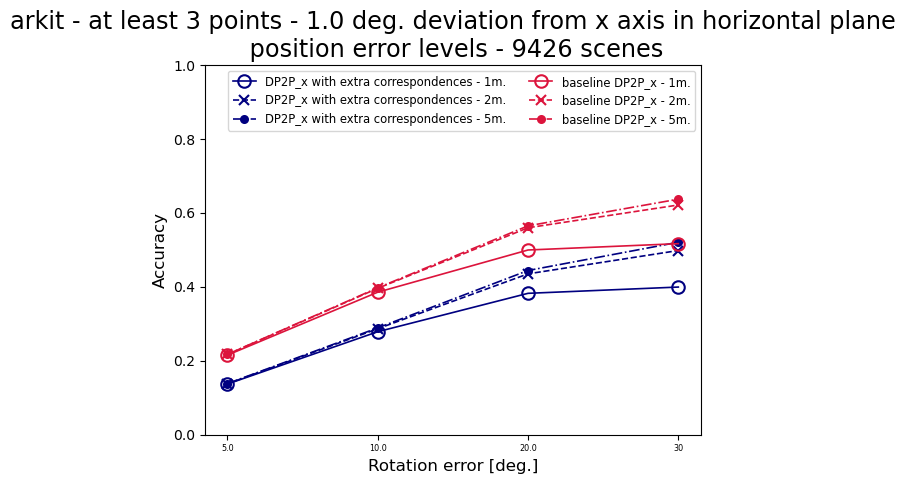 arkit - at least 3 points - 1.0 deg. deviation from x axis in horizontal plane
position error levels - 9426 scenes
1.0
0.8
0.6
0.4
0.2
0.0
Accuracy
DP2P_x with extra correspondences - 1m.
DP2P_x with extra correspondences - 2m.
DP2P_x with extra correspondences - 5m.
baseline DP2P_x - 1m.
baseline DP2P_x - 2m.
baseline DP2P_x - 5m.
5.0
10.0
20.0
30
Rotation error [deg.]